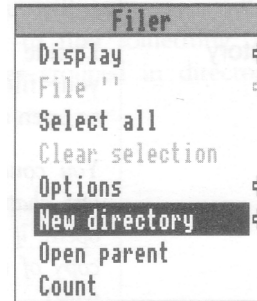 Filer
Display
File ''
Select all
Clear selection
Options
New directory
Open parent
Count